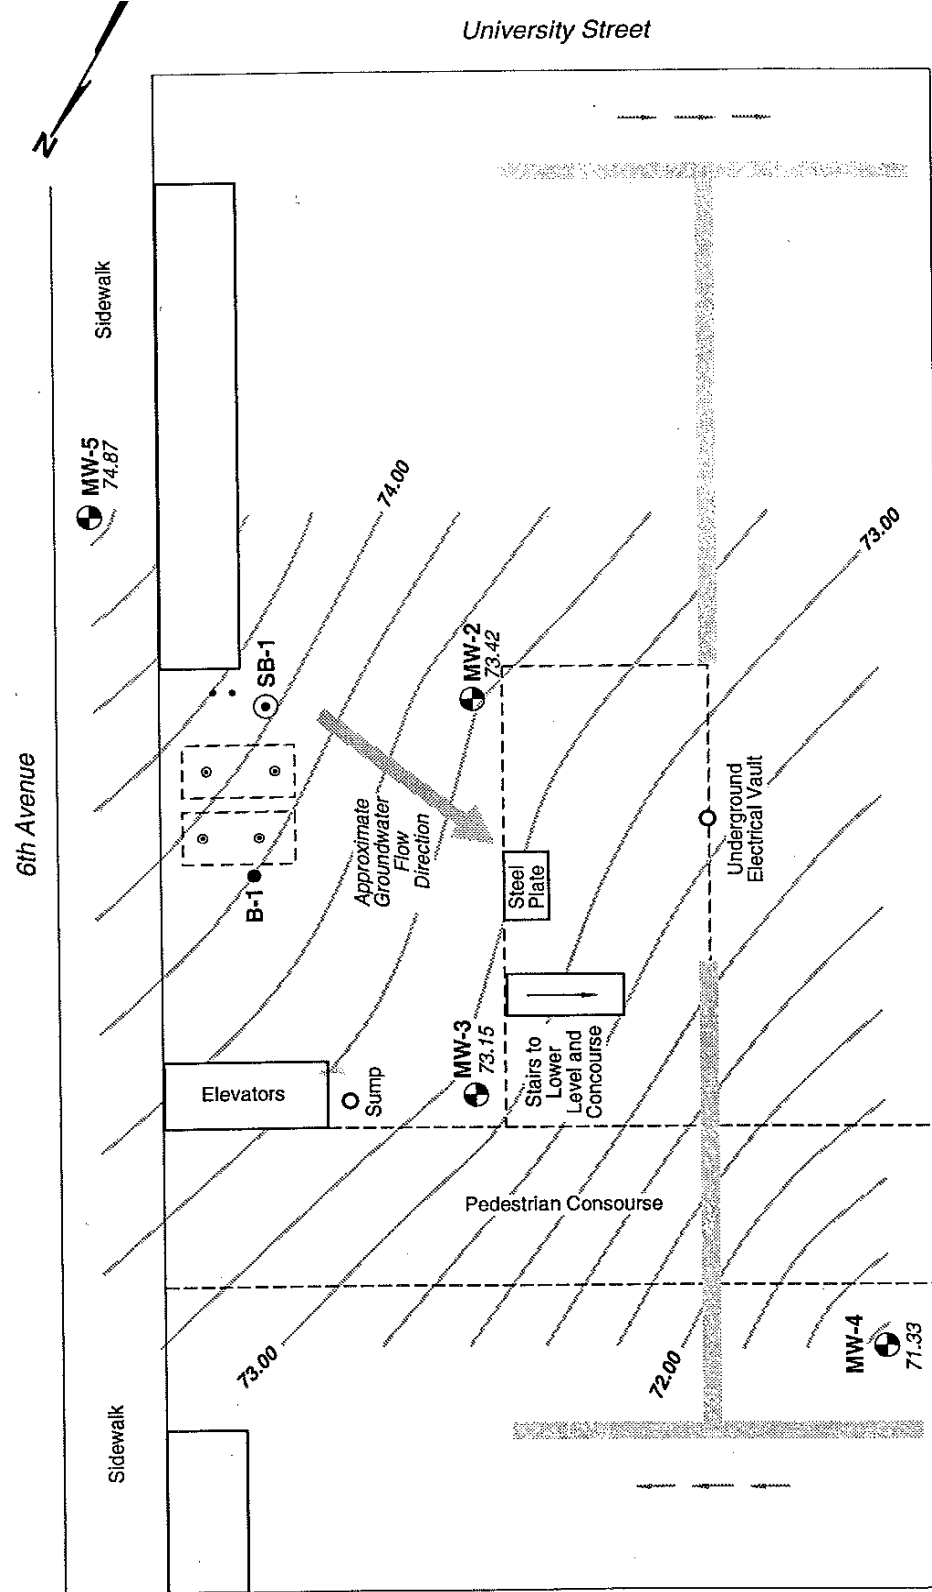 University Street
N
Sidewalk
MW-5
74.87
74.00
73.00
SB-1
MW-2
73.42
6th Avenue
Approximate
Groundwater
Flow
Direction
Underground
Electrical Vault
B-1
Steel
Plate
Elevators
Sump
MW-3
73.15
Stairs to
Lower
Level and
Concourse
Pedestrian Consourse
73.00
72.00
MW-4
71.33
Sidewalk